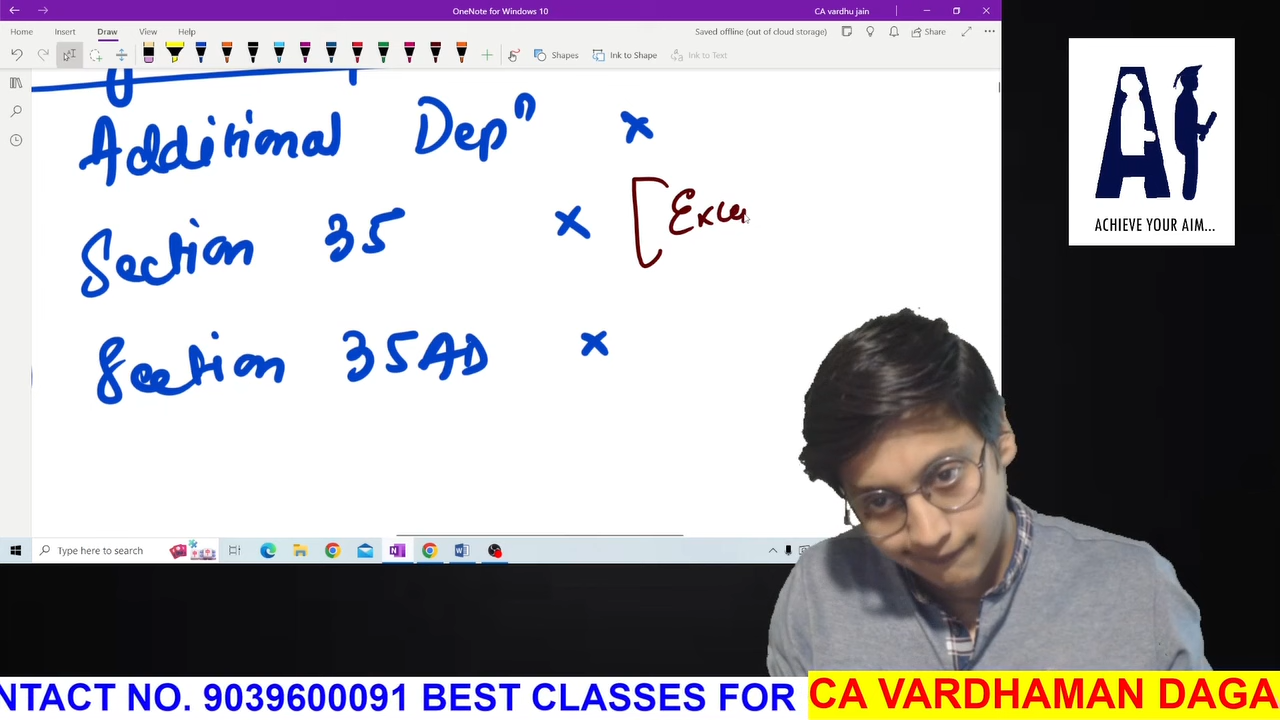 OneNote for Windows 10
CA vardhu jain
Home Insert Draw View Help
Saved offline (out of cloud storage)
Share
Shapes
Ink to Shape
Ink to Text
Additional Depⁿ ×
Section 35 × [Exce
Section 35AD ×
ACHIEVE YOUR AIM...
Type here to search
NTACT NO. 9039600091 BEST CLASSES FOR CA VARDHAMAN DAGA